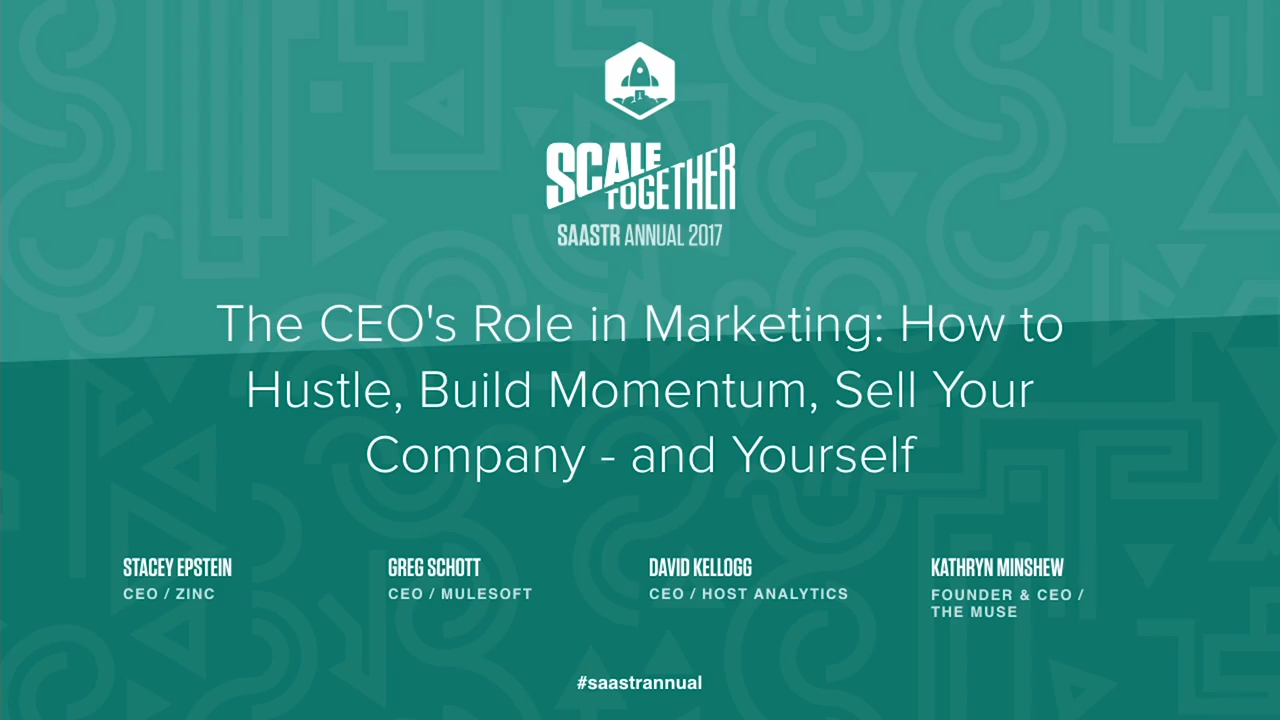 SCALE
TOGETHER
SAASTR ANNUAL 2017
The CEO's Role in Marketing: How to
Hustle, Build Momentum, Sell Your
Company - and Yourself
STACEY EPSTEIN
CEO / ZINC
GREG SCHOTT
CEO / MULESOFT
DAVID KELLOGG
CEO / HOST ANALYTICS
KATHRYN MINSHEW
FOUNDER & CEO /
THE MUSE
#saastrannual